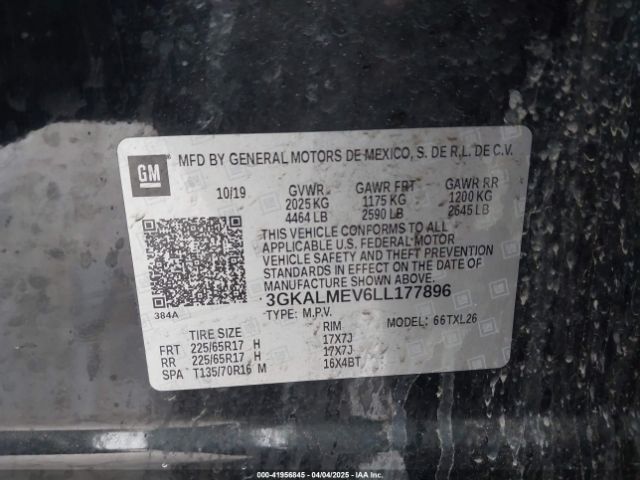 GM
MFD BY GENERAL MOTORS DE MEXICO, S. DE R.L. DE C.V.
10/19 GVWR GAWR FRT GAWR RR
2025 KG 1175 KG 1200 KG
4464 LB 2590 LB 2645 LB
THIS VEHICLE CONFORMS TO ALL
APPLICABLE U.S. FEDERAL MOTOR
VEHICLE SAFETY AND THEFT PREVENTION
STANDARDS IN EFFECT ON THE DATE
OF MANUFACTURE SHOWN ABOVE.
3GKALMEV6LL177896
384A TYPE: M.P.V. MODEL: 66TXL26
TIRE SIZE RIM
FRT 225/65R17 H 17X7J
RR 225/65R17 H 17X7J
SPA T135/70R16 M 16X4BT
000-41956845 - 04/04/2025 - IAAI.COM